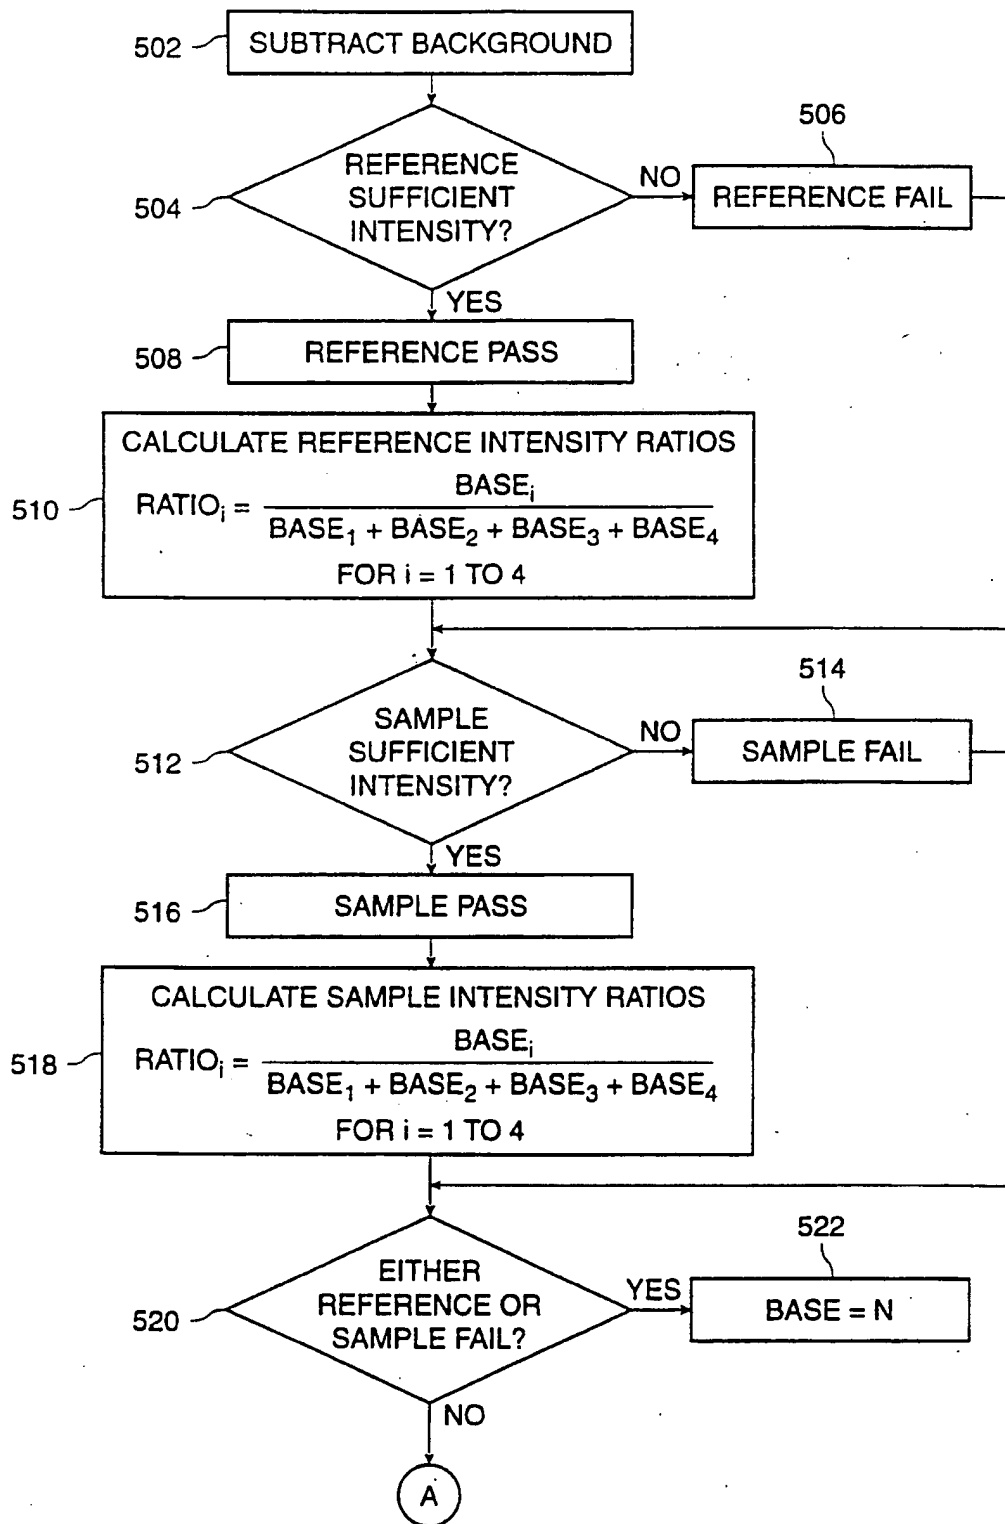 502
SUBTRACT BACKGROUND
504
REFERENCE
SUFFICIENT
INTENSITY?
NO
506
REFERENCE FAIL
YES
508
REFERENCE PASS
510
CALCULATE REFERENCE INTENSITY RATIOS
RATIOᵢ = BASEᵢ
BASE₁ + BASE₂ + BASE₃ + BASE₄
FOR i = 1 TO 4
512
SAMPLE
SUFFICIENT
INTENSITY?
NO
514
SAMPLE FAIL
YES
516
SAMPLE PASS
518
CALCULATE SAMPLE INTENSITY RATIOS
RATIOᵢ = BASEᵢ
BASE₁ + BASE₂ + BASE₃ + BASE₄
FOR i = 1 TO 4
520
EITHER
REFERENCE OR
SAMPLE FAIL?
YES
522
BASE = N
NO
A